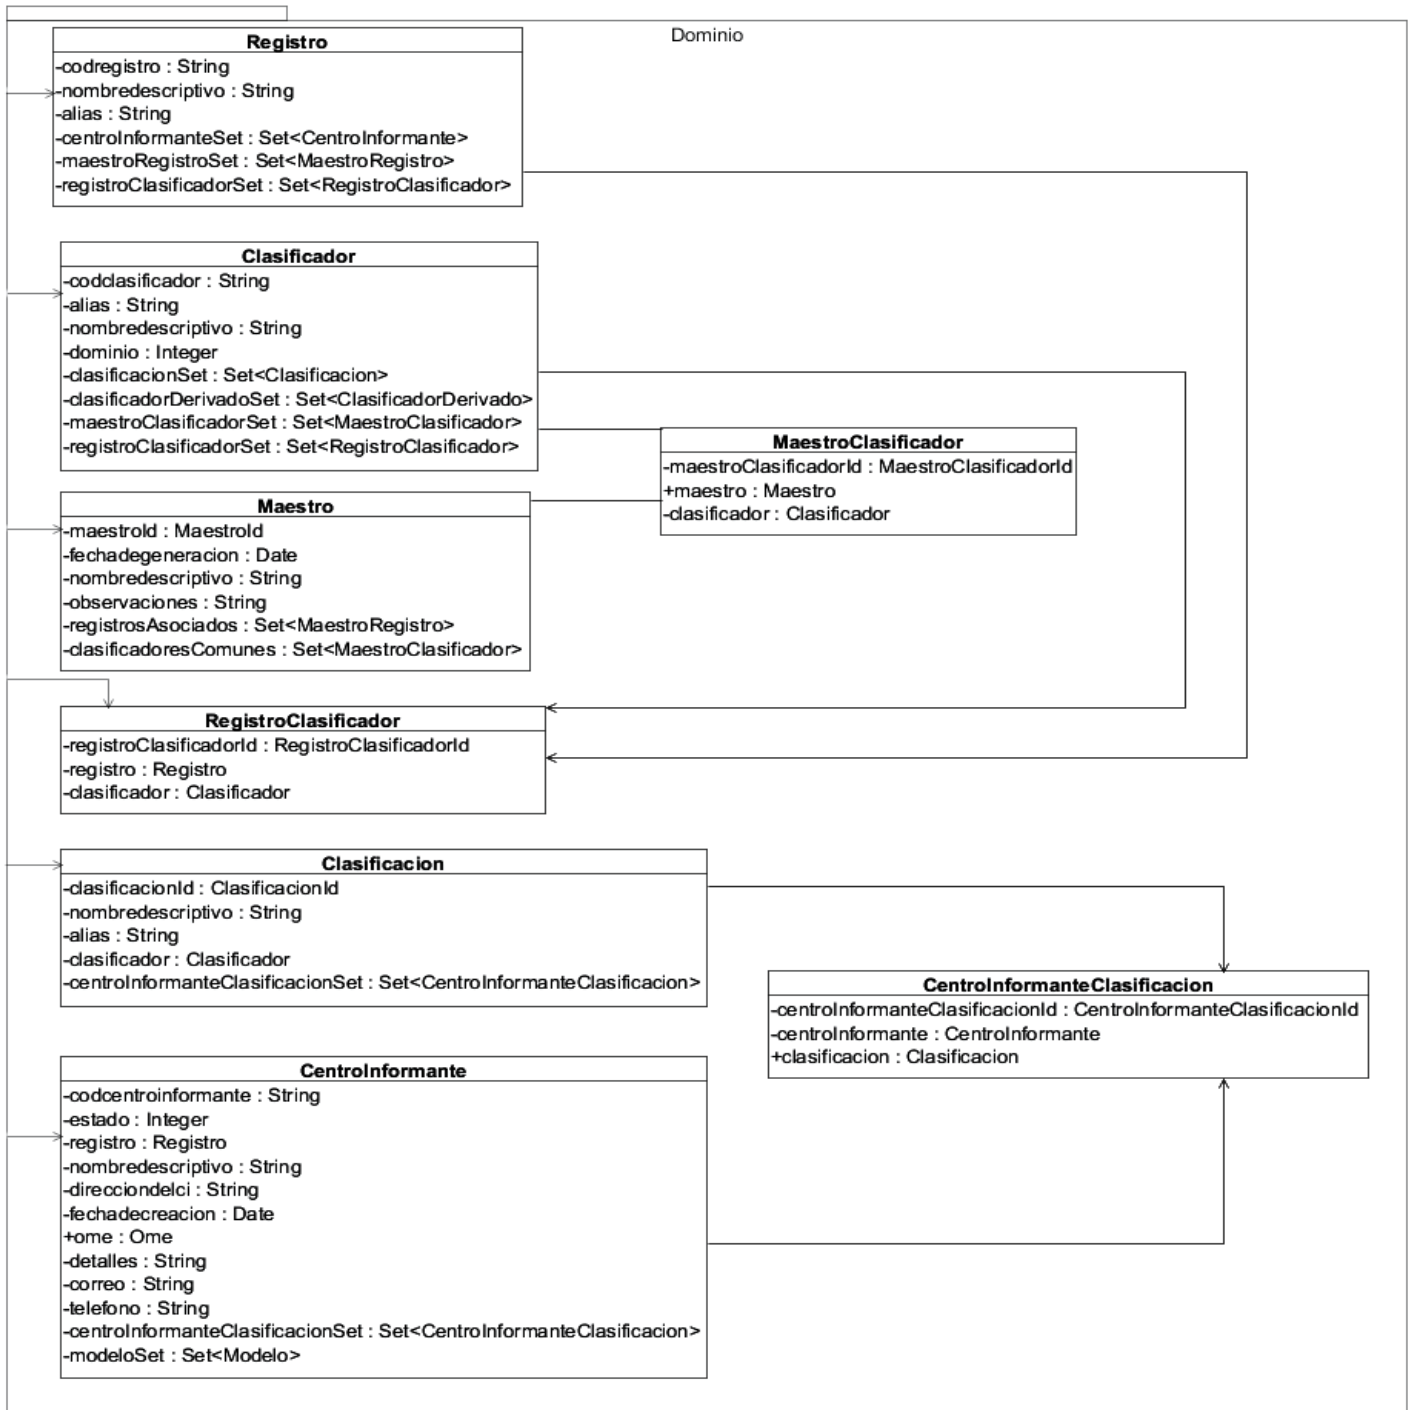 Dominio
Registro
-codregistro : String
-nombredescriptivo : String
-alias : String
-centroInformanteSet : Set<CentroInformante>
-maestroRegistroSet : Set<MaestroRegistro>
-registroClasificadorSet : Set<RegistroClasificador>
Clasificador
-codclasificador : String
-alias : String
-nombredescriptivo : String
-dominio : Integer
-clasificacionSet : Set<Clasificacion>
-clasificadorDerivadoSet : Set<ClasificadorDerivado>
-maestroClasificadorSet : Set<MaestroClasificador>
-registroClasificadorSet : Set<RegistroClasificador>
MaestroClasificador
-maestroClasificadorId : MaestroClasificadorId
+maestro : Maestro
-clasificador : Clasificador
Maestro
-maestroId : MaestroId
-fechadegeneracion : Date
-nombredescriptivo : String
-observaciones : String
-registrosAsociados : Set<MaestroRegistro>
-clasificadoresComunes : Set<MaestroClasificador>
RegistroClasificador
-registroClasificadorId : RegistroClasificadorId
-registro : Registro
-clasificador : Clasificador
Clasificacion
-clasificacionId : ClasificacionId
-nombredescriptivo : String
-alias : String
-clasificador : Clasificador
-centroInformanteClasificacionSet : Set<CentroInformanteClasificacion>
CentroInformanteClasificacion
-centroInformanteClasificacionId : CentroInformanteClasificacionId
-centroInformante : CentroInformante
+clasificacion : Clasificacion
CentroInformante
-codcentroinformante : String
-estado : Integer
-registro : Registro
-nombredescriptivo : String
-direcciondelci : String
-fechadecreacion : Date
+ome : Ome
-detalles : String
-correo : String
-telefono : String
-centroInformanteClasificacionSet : Set<CentroInformanteClasificacion>
-modeloSet : Set<Modelo>